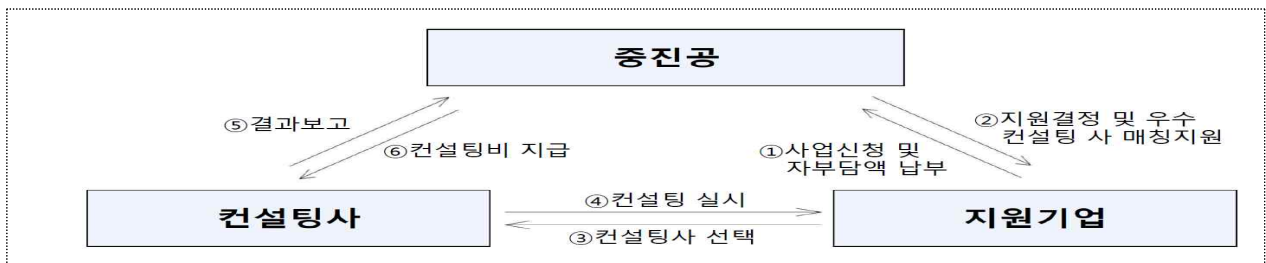 중진공
⑤결과보고
⑥컨설팅비 지급
②지원결정 및 우수
컨설팅 사 매칭지원
①사업신청 및
자부담액 납부
컨설팅사
④컨설팅 실시
③컨설팅사 선택
지원기업